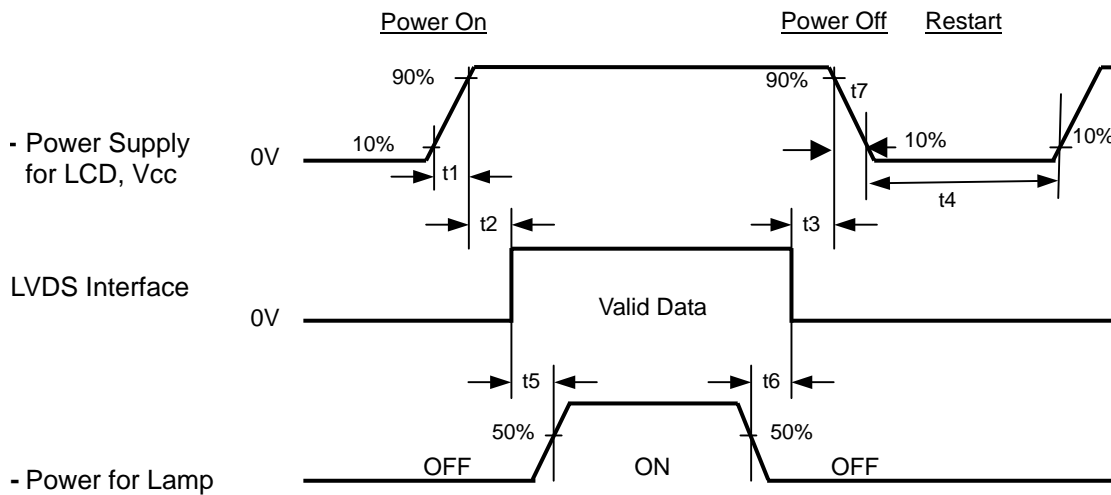 Power On
Power Off
Restart
90%
90%
t7
- Power Supply
for LCD, Vcc
0V
10%
10%
10%
t1
t4
t2
t3
LVDS Interface
0V
Valid Data
t5
t6
50%
50%
- Power for Lamp
OFF
ON
OFF